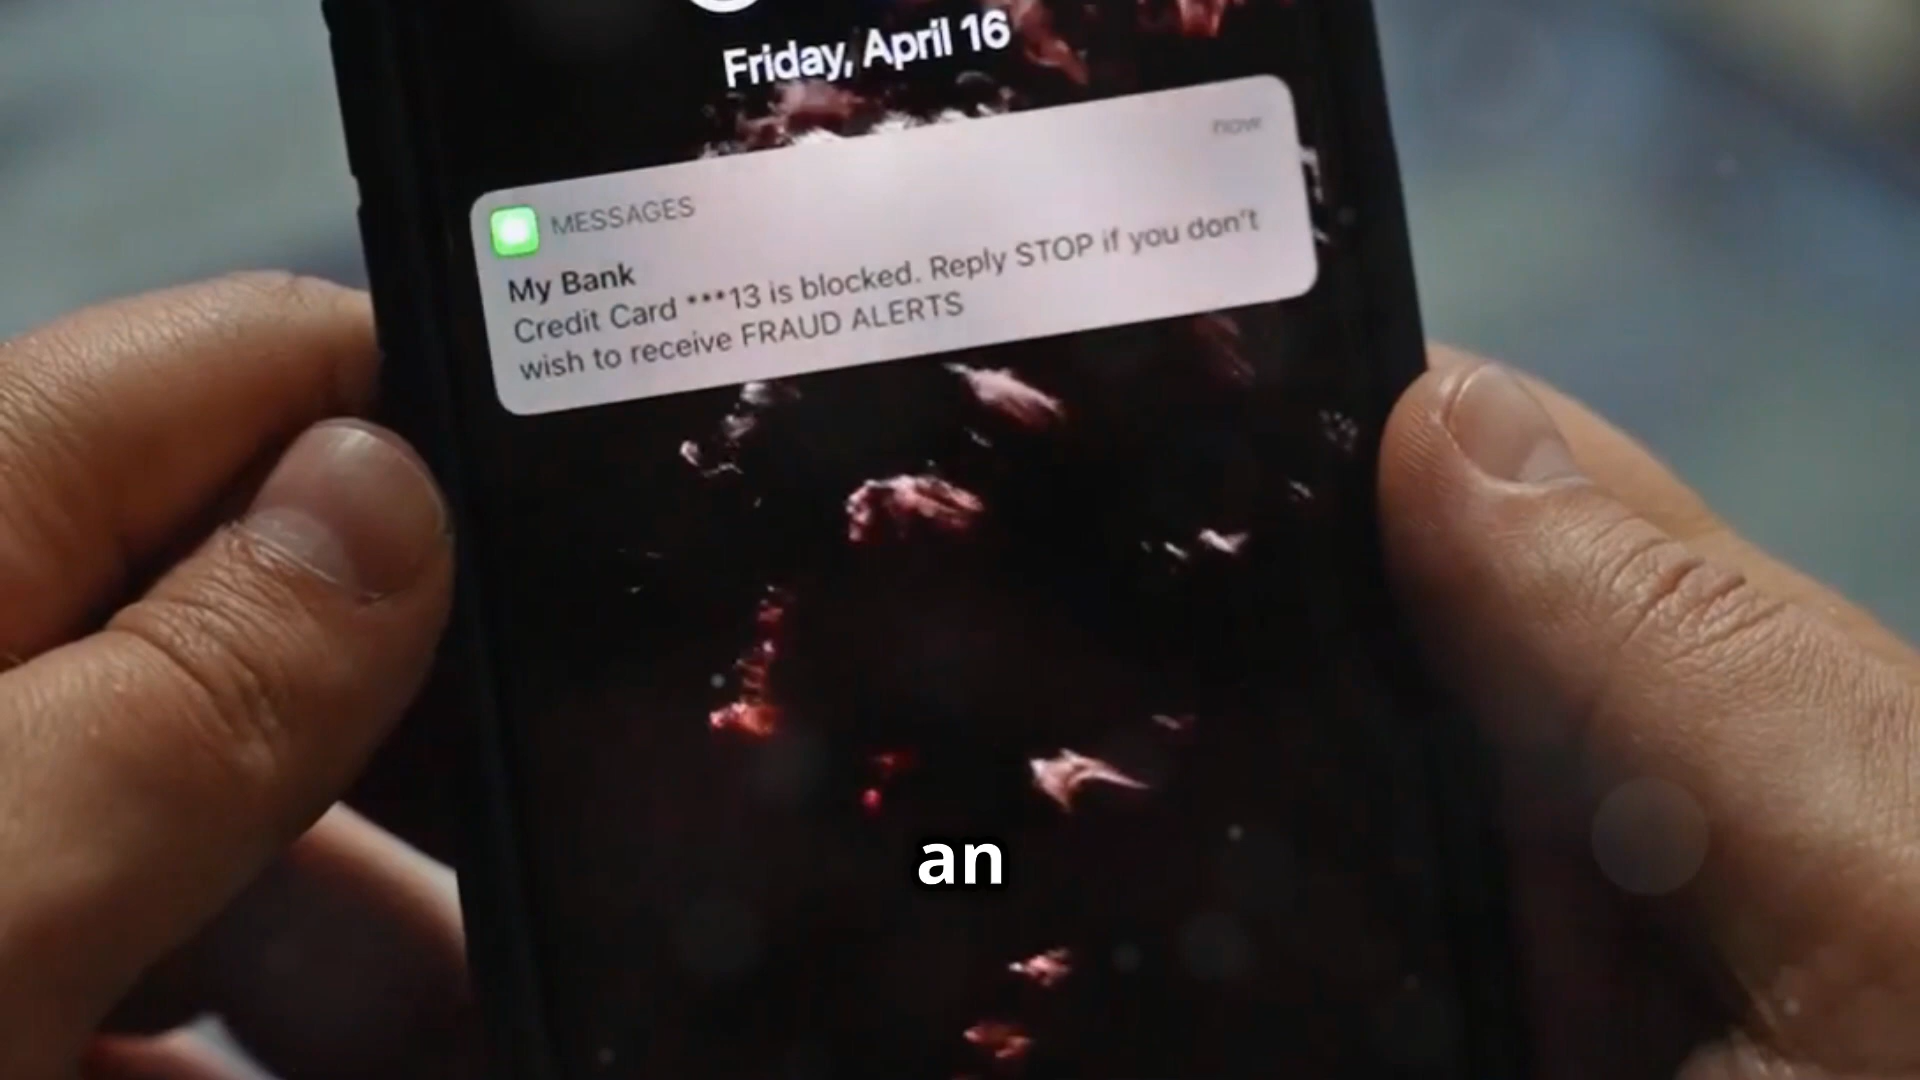 Friday, April 16
MESSAGES
now
My Bank
Credit Card ***13 is blocked. Reply STOP if you don't
wish to receive FRAUD ALERTS
an